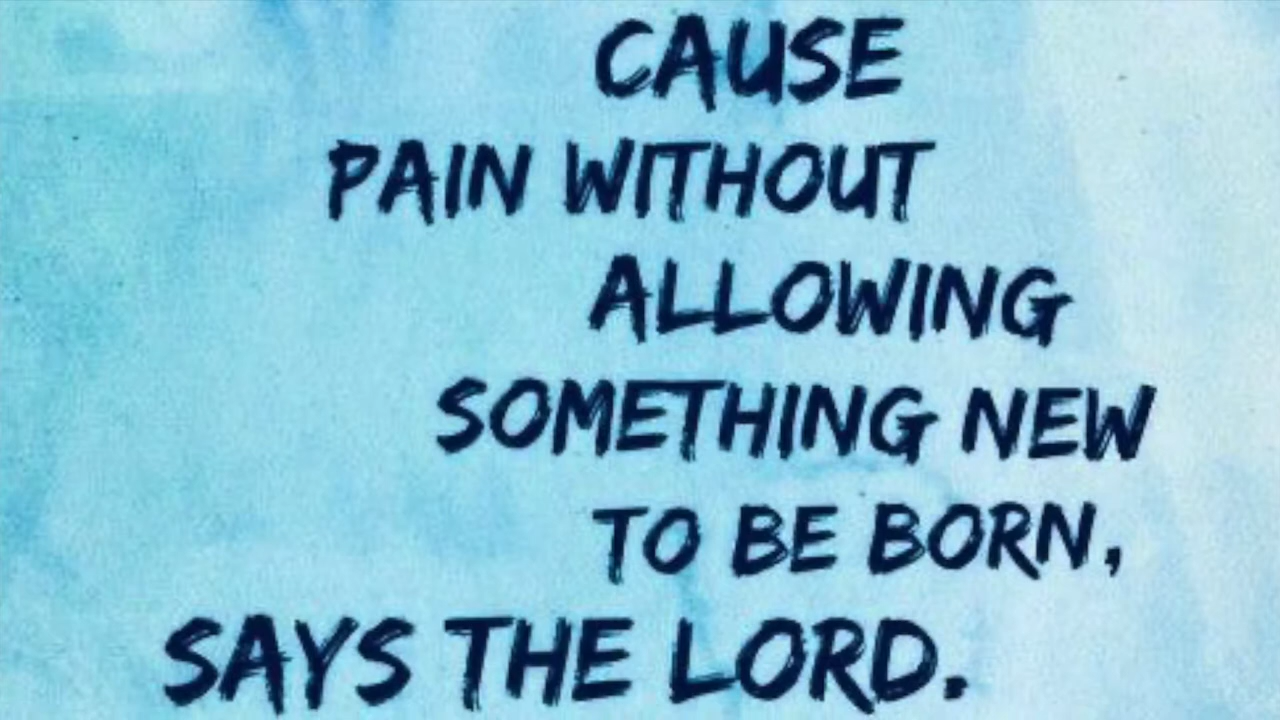 CAUSE
PAIN WITHOUT
ALLOWING
SOMETHING NEW
TO BE BORN,
SAYS THE LORD.